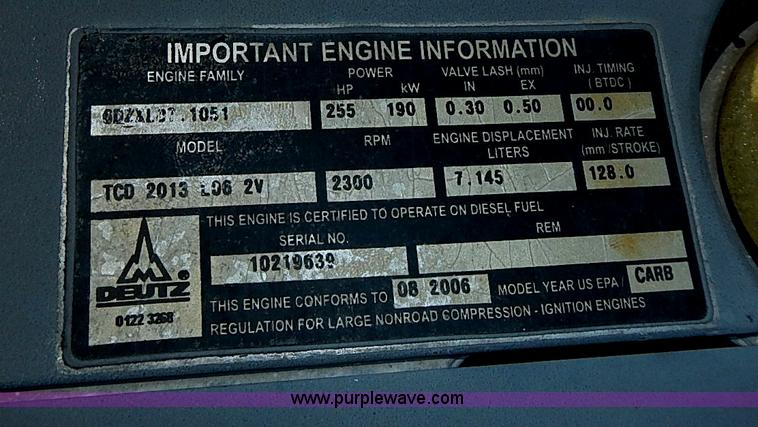 IMPORTANT ENGINE INFORMATION
ENGINE FAMILY POWER VALVE LASH (mm) INJ. TIMING
HP kW IN EX (BTDC)
255 190 0.30 0.50 00.0
MODEL RPM ENGINE DISPLACEMENT INJ. RATE
LITERS (mm /STROKE)
TCD 2013 L06 2V 2300 7.145 128.0
THIS ENGINE IS CERTIFIED TO OPERATE ON DIESEL FUEL
SERIAL NO. REM
10219639
DEUTZ ®
0122 3268
THIS ENGINE CONFORMS TO 08 2006 MODEL YEAR US EPA / CARB
REGULATION FOR LARGE NONROAD COMPRESSION - IGNITION ENGINES
www.purplewave.com